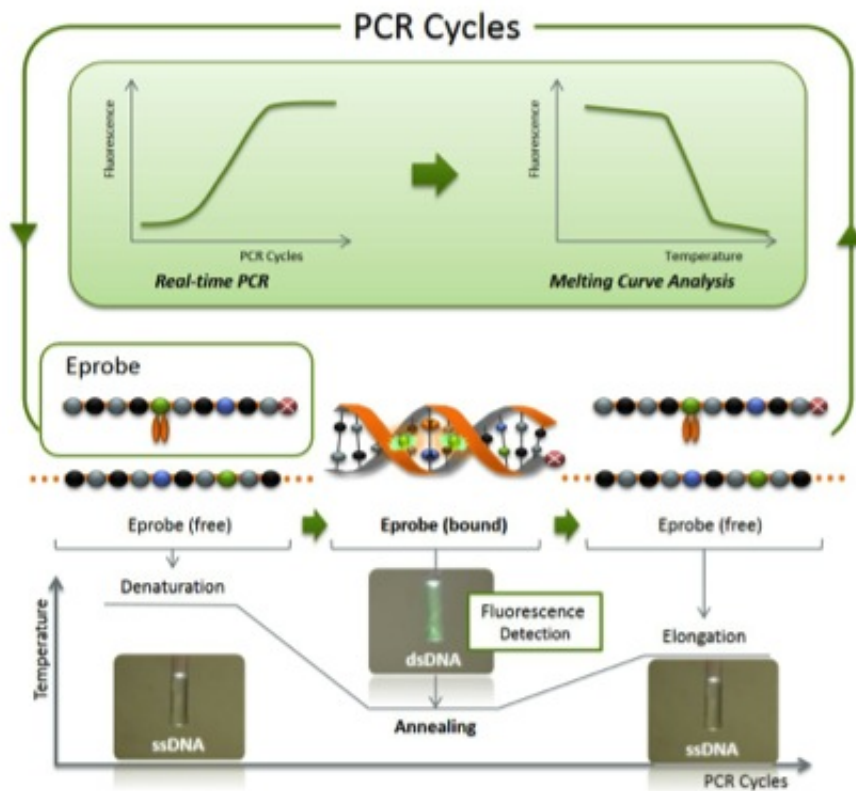 PCR Cycles
Fluorescence
PCR Cycles
Real-time PCR
Fluorescence
Temperature
Melting Curve Analysis
Eprobe
Eprobe (free)
Eprobe (bound)
Eprobe (free)
Temperature
Denaturation
ssDNA
dsDNA
Fluorescence
Detection
Annealing
Elongation
ssDNA
PCR Cycles